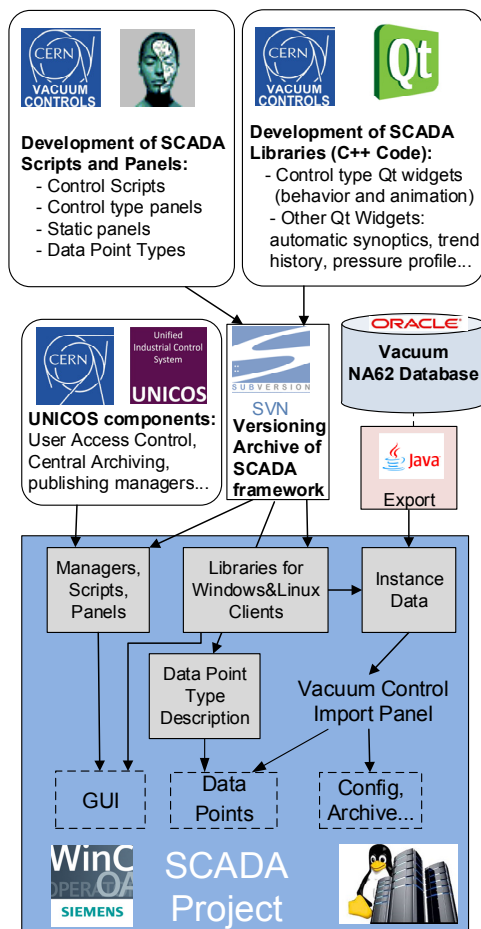 CERN
VACUUM
CONTROLS
Development of SCADA
Scripts and Panels:
- Control Scripts
- Control type panels
- Static panels
- Data Point Types
CERN
VACUUM
CONTROLS
Qt
Development of SCADA
Libraries (C++ Code):
- Control type Qt widgets
(behavior and animation)
- Other Qt Widgets:
automatic synoptics, trend
history, pressure profile...
CERN
Unified
Industrial Control
System
UNICOS
UNICOS components:
User Access Control,
Central Archiving,
publishing managers...
SUBVERSION
SVN
Versioning
Archive of
SCADA
framework
ORACLE
Vacuum
NA62 Database
Java
Export
Managers,
Scripts,
Panels
Libraries for
Windows&Linux
Clients
Instance
Data
Data Point
Type
Description
Vacuum Control
Import Panel
GUI
Data
Points
Config,
Archive...
WinC
OA
OPERAT
SIEMENS
SCADA
Project